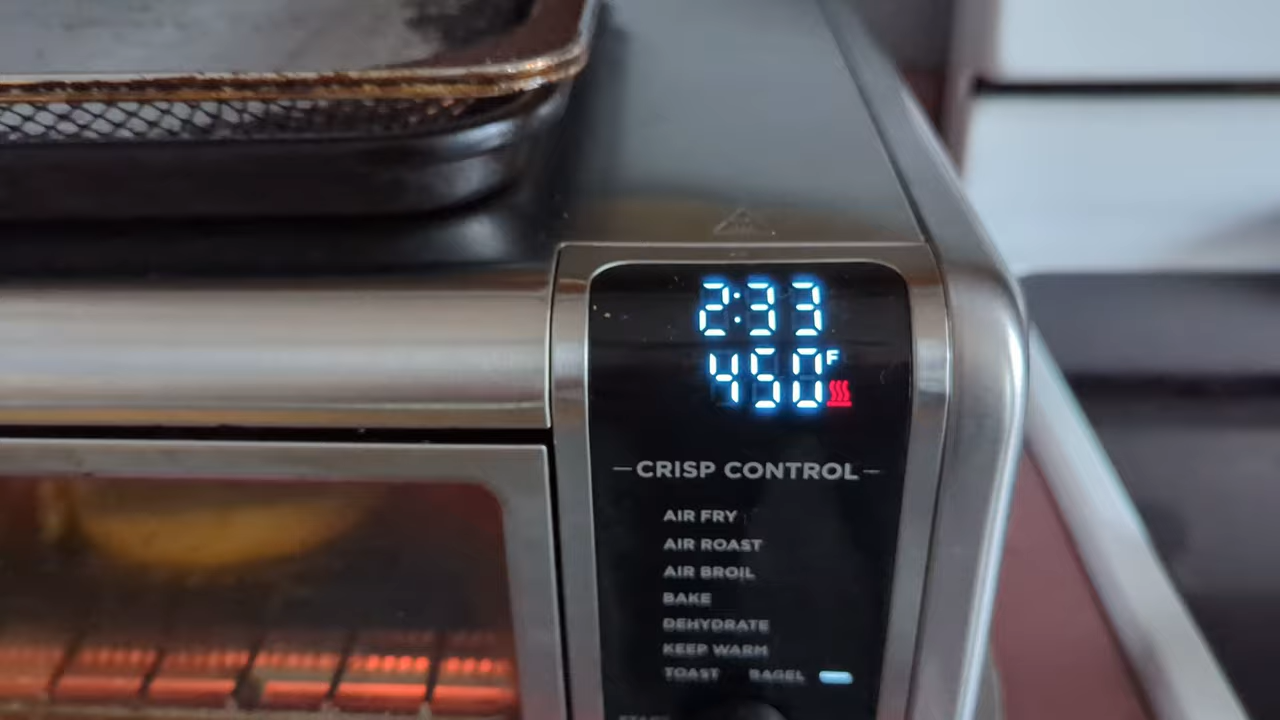 2:33
450F
CRISP CONTROL
AIR FRY
AIR ROAST
AIR BROIL
BAKE
DEHYDRATE
KEEP WARM
TOAST BAGEL